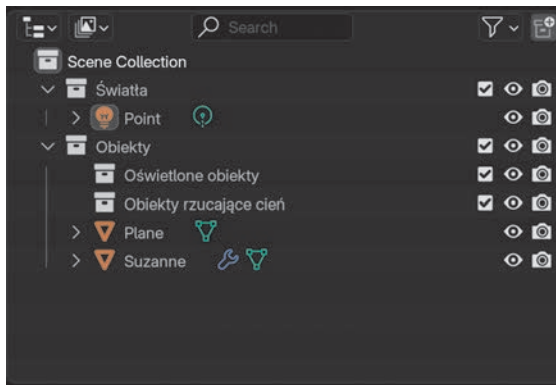 Search
Scene Collection
Światła
Point
Obiekty
Oświetlone obiekty
Obiekty rzucające cień
Plane
Suzanne